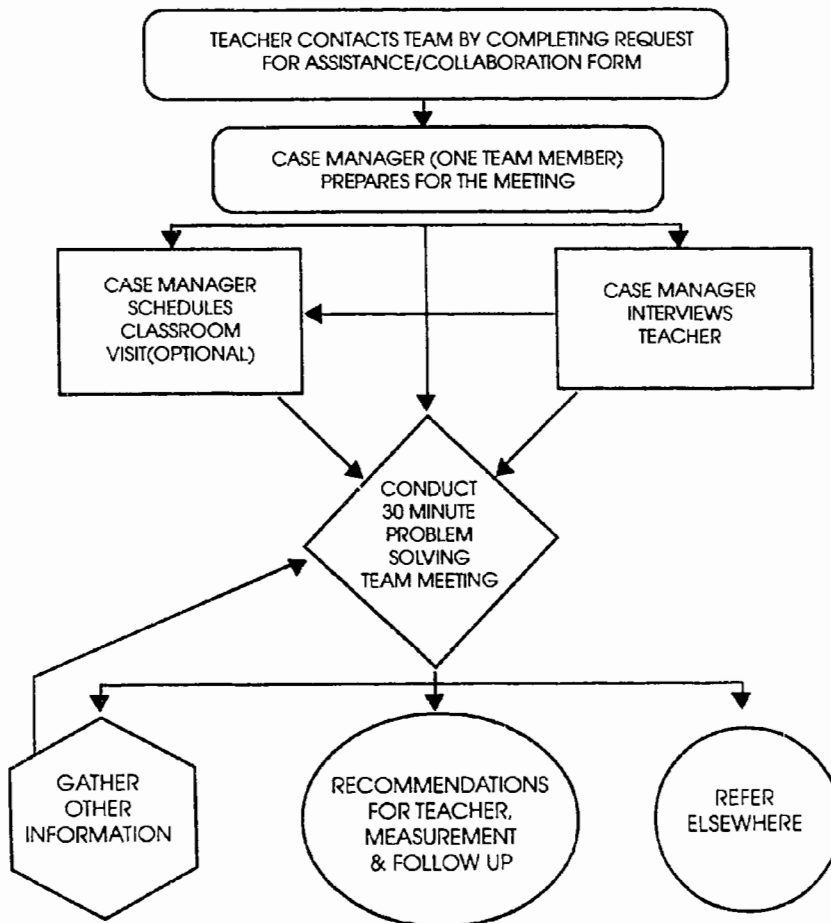 TEACHER CONTACTS TEAM BY COMPLETING REQUEST
FOR ASSISTANCE/COLLABORATION FORM
CASE MANAGER (ONE TEAM MEMBER)
PREPARES FOR THE MEETING
CASE MANAGER
SCHEDULES
CLASSROOM
VISIT(OPTIONAL)
CASE MANAGER
INTERVIEWS
TEACHER
CONDUCT
30 MINUTE
PROBLEM
SOLVING
TEAM MEETING
GATHER
OTHER
INFORMATION
RECOMMENDATIONS
FOR TEACHER,
MEASUREMENT
& FOLLOW UP
REFER
ELSEWHERE